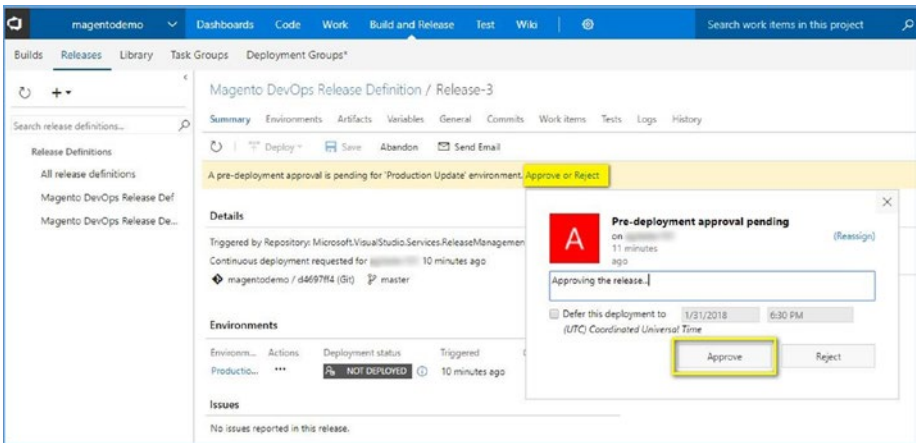 magentodemo Dashboards Code Work Build and Release Test Wiki Search work items in this project
Builds Releases Library Task Groups Deployment Groups*
Magento DevOps Release Definition / Release-3
Search release definitions...
Summary Environments Artifacts Variables General Commits Work items Tests Logs History
Deploy Save Abandon Send Email
Release Definitions
All release definitions
Magento DevOps Release Def
Magento DevOps Release De...
A pre-deployment approval is pending for 'Production Update' environment. Approve or Reject
Details
Triggered by Repository: Microsoft.VisualStudio.Services.ReleaseManagemen
Continuous deployment requested for 10 minutes ago
magentodemo / d4697ff4 (Git) master
Environments
Environm... Actions Deployment status Triggered
Productio... ••• NOT DEPLOYED 10 minutes ago
Issues
No issues reported in this release.
A
Pre-deployment approval pending
on
(Reassign)
11 minutes
ago
Approving the release..
Defer this deployment to 1/31/2018 6:30 PM
(UTC) Coordinated Universal Time
Approve Reject